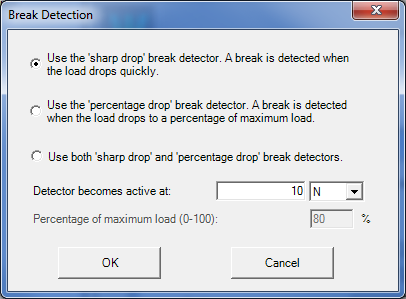 Break Detection
Use the 'sharp drop' break detector. A break is detected when
the load drops quickly.
Use the 'percentage drop' break detector. A break is detected
when the load drops to a percentage of maximum load.
Use both 'sharp drop' and 'percentage drop' break detectors.
Detector becomes active at: 10 N
Percentage of maximum load (0-100): 80 %
OK Cancel